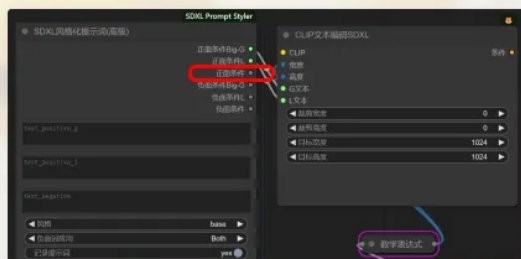 SDXL Prompt Styler
SDXL风格化提示词(高级)
正面条件Big-G
正面条件L
正面条件
负面条件Big-G
负面条件L
负面条件
text_positive_g
text_positive_l
text_negative
风格 base
负面词应用 Both
记录提示词 yes
CLIP文本编码SDXL
CLIP 条件
宽度
高度
G文本
L文本
裁剪宽度 0
裁剪高度 0
目标宽度 1024
目标高度 1024
数学表达式